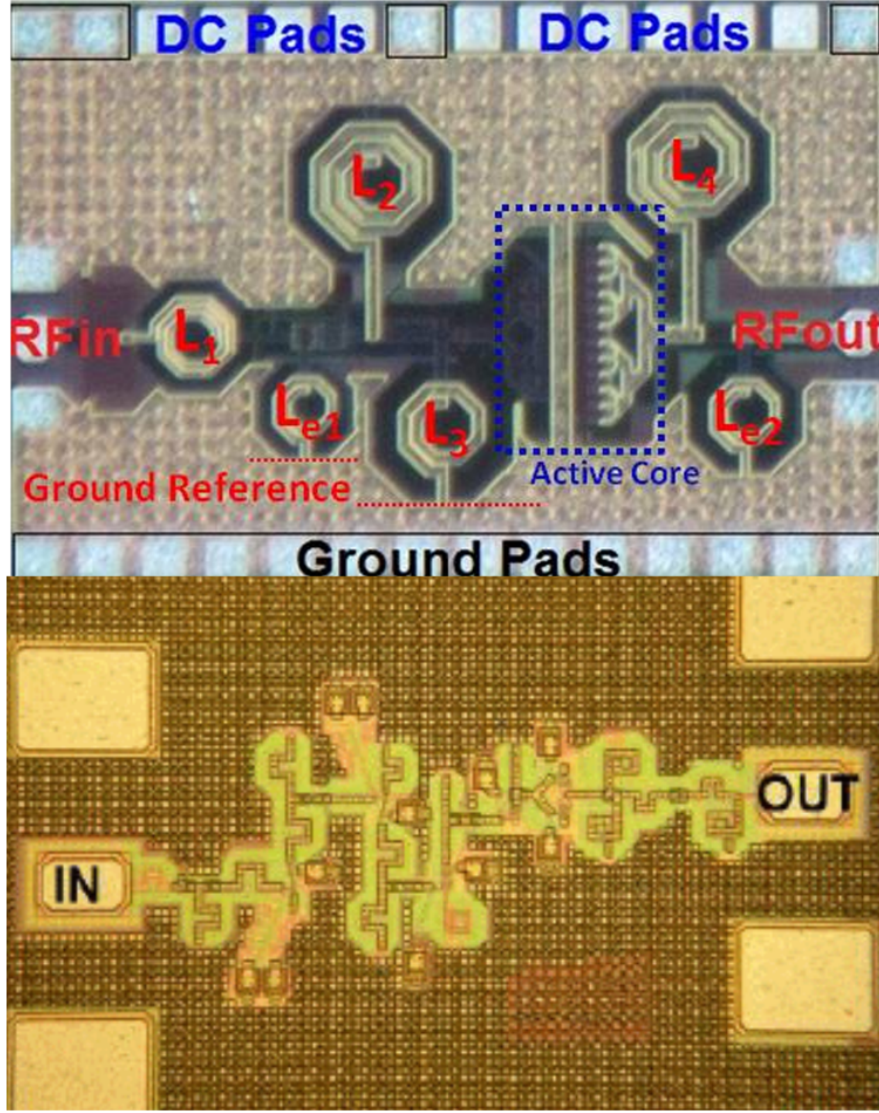 DC Pads
DC Pads
L2
L4
RFin
L1
RFout
Le1
L3
Le2
Active Core
Ground Reference
Ground Pads
OUT
IN